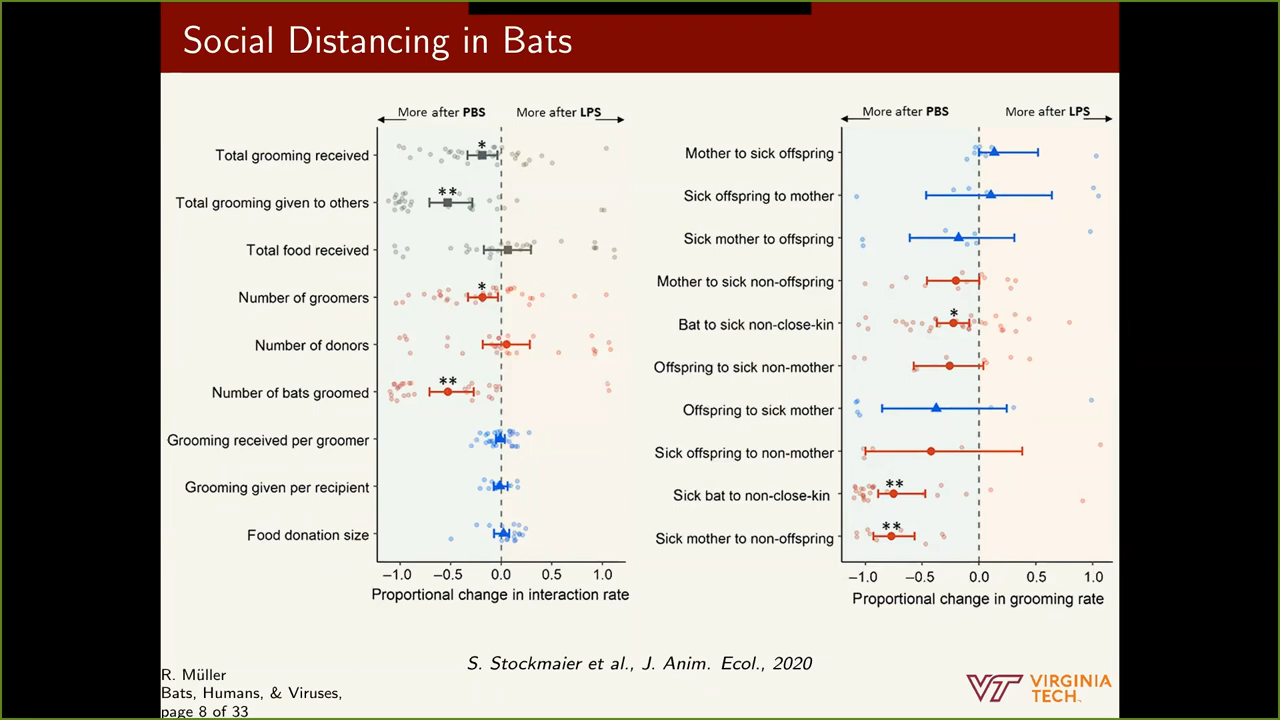 Social Distancing in Bats
More after PBS
More after LPS
Total grooming received
*
Total grooming given to others
**
Total food received
Number of groomers
*
Number of donors
Number of bats groomed
**
Grooming received per groomer
Grooming given per recipient
Food donation size
−1.0 −0.5 0.0 0.5 1.0
Proportional change in interaction rate
More after PBS
More after LPS
Mother to sick offspring
Sick offspring to mother
Sick mother to offspring
Mother to sick non-offspring
Bat to sick non-close-kin
*
Offspring to sick non-mother
Offspring to sick mother
Sick offspring to non-mother
Sick bat to non-close-kin
**
Sick mother to non-offspring
**
−1.0 −0.5 0.0 0.5 1.0
Proportional change in grooming rate
S. Stockmaier et al., J. Anim. Ecol., 2020
R. Müller
Bats, Humans, & Viruses,
page 8 of 33
VT VIRGINIA
TECH